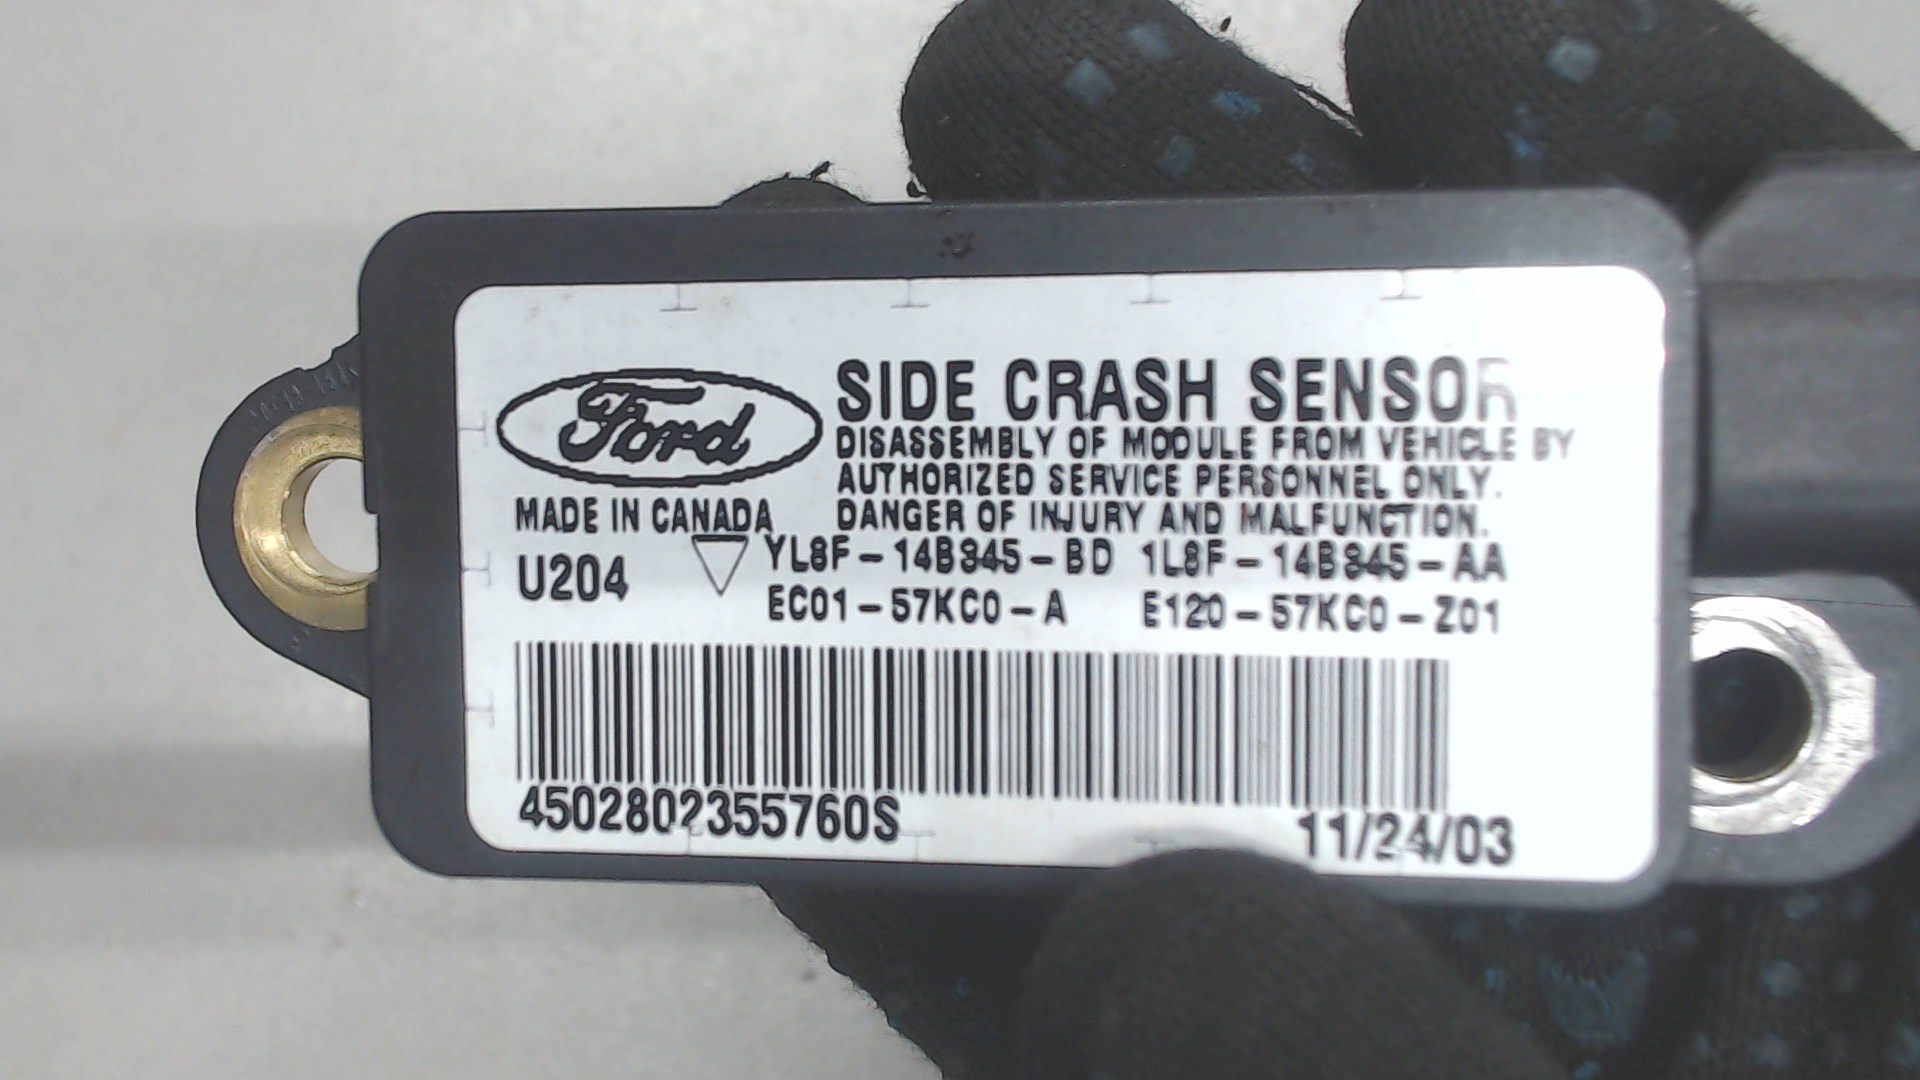 Ford
SIDE CRASH SENSOR
DISASSEMBLY OF MODULE FROM VEHICLE BY
AUTHORIZED SERVICE PERSONNEL ONLY.
DANGER OF INJURY AND MALFUNCTION.
MADE IN CANADA
U204
YL8F-14B345-BD 1L8F-14B345-AA
EC01-57KC0-A E120-57KC0-Z01
4502802355760S
11/24/03